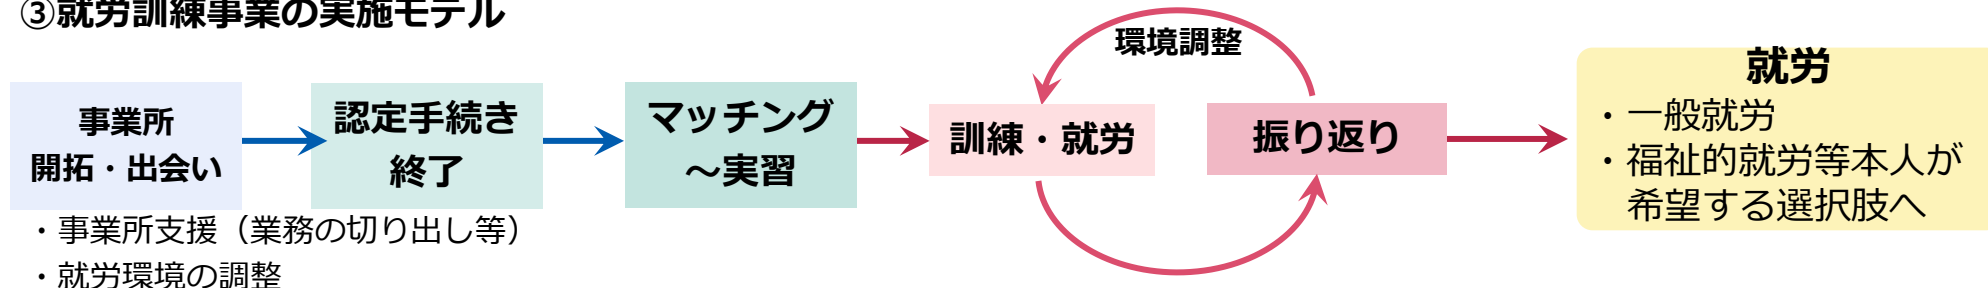 ③就労訓練事業の実施モデル
環境調整
事業所
開拓・出会い
認定手続き
終了
マッチング
～実習
訓練・就労
振り返り
就労
・一般就労
・福祉的就労等本人が
希望する選択肢へ
・事業所支援（業務の切り出し等）
・就労環境の調整